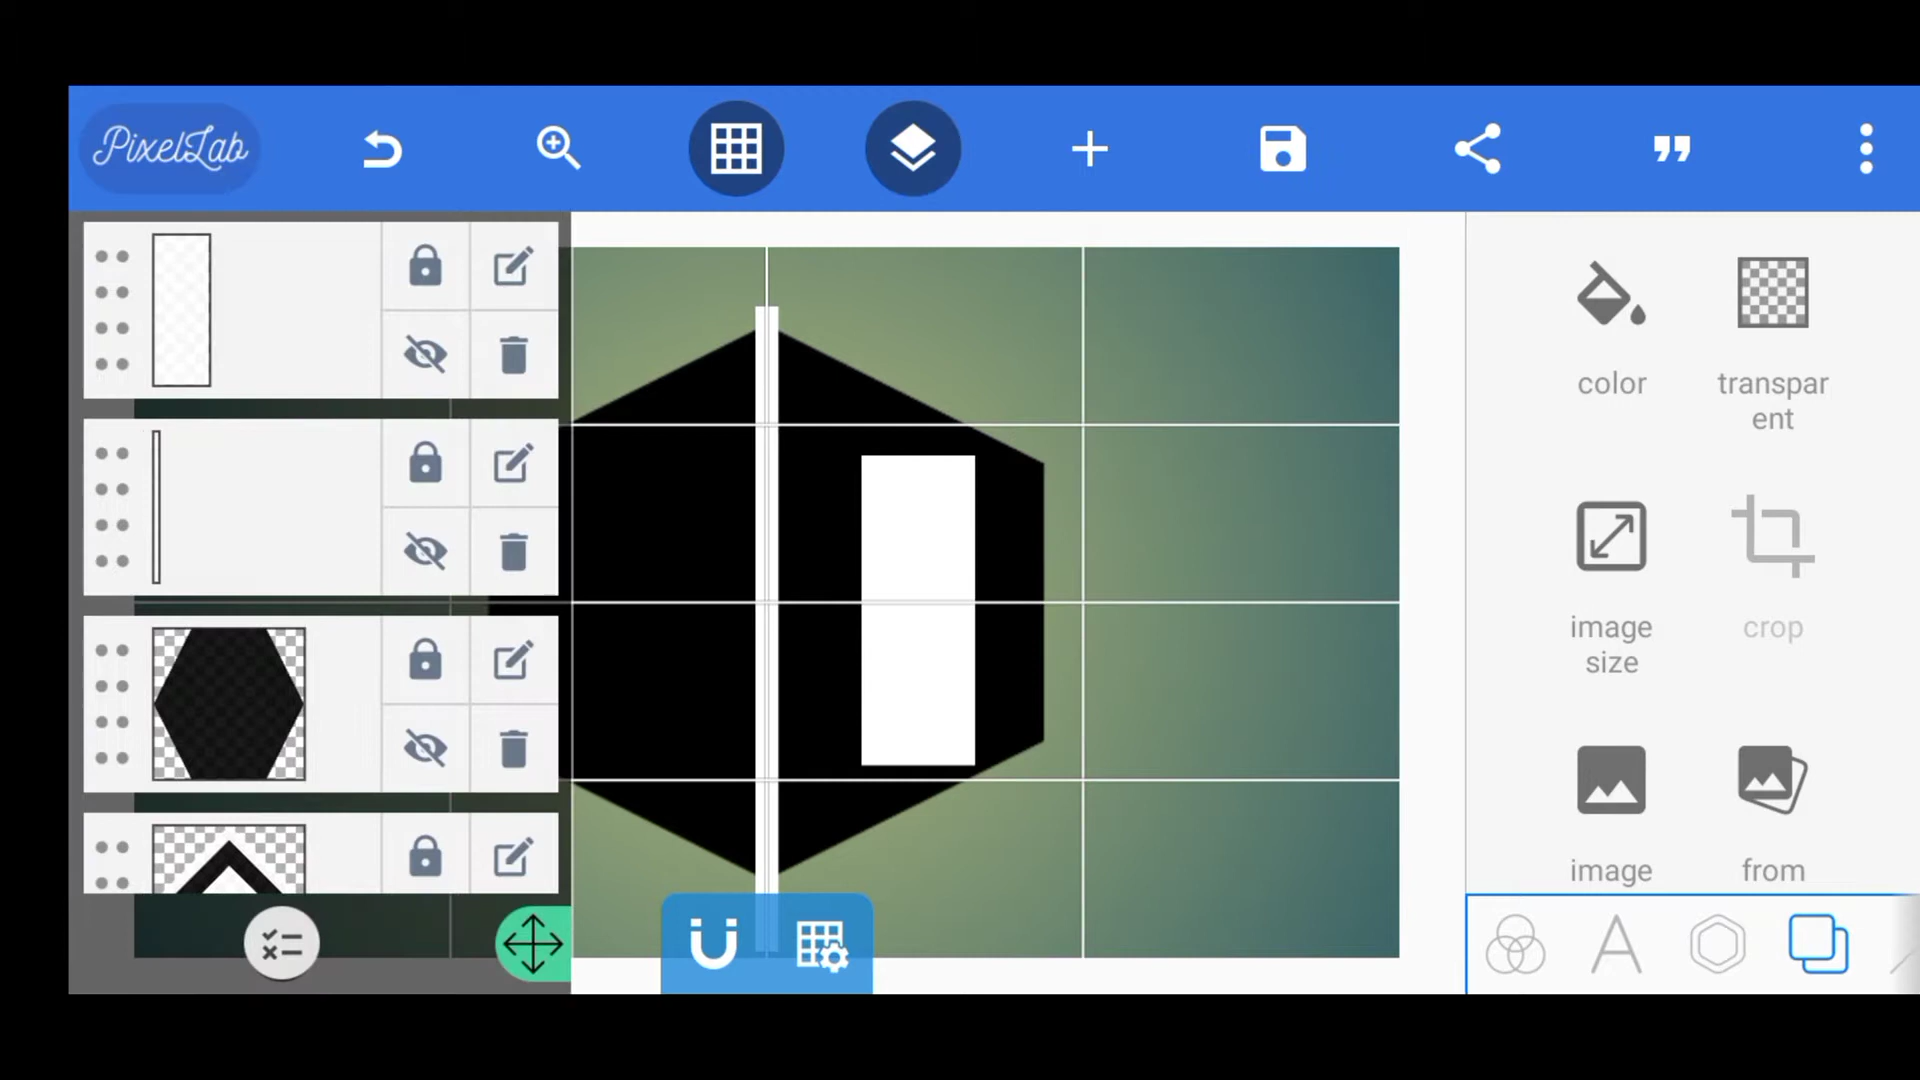 PixelLab
color
transpar
ent
image
size
crop
image
from